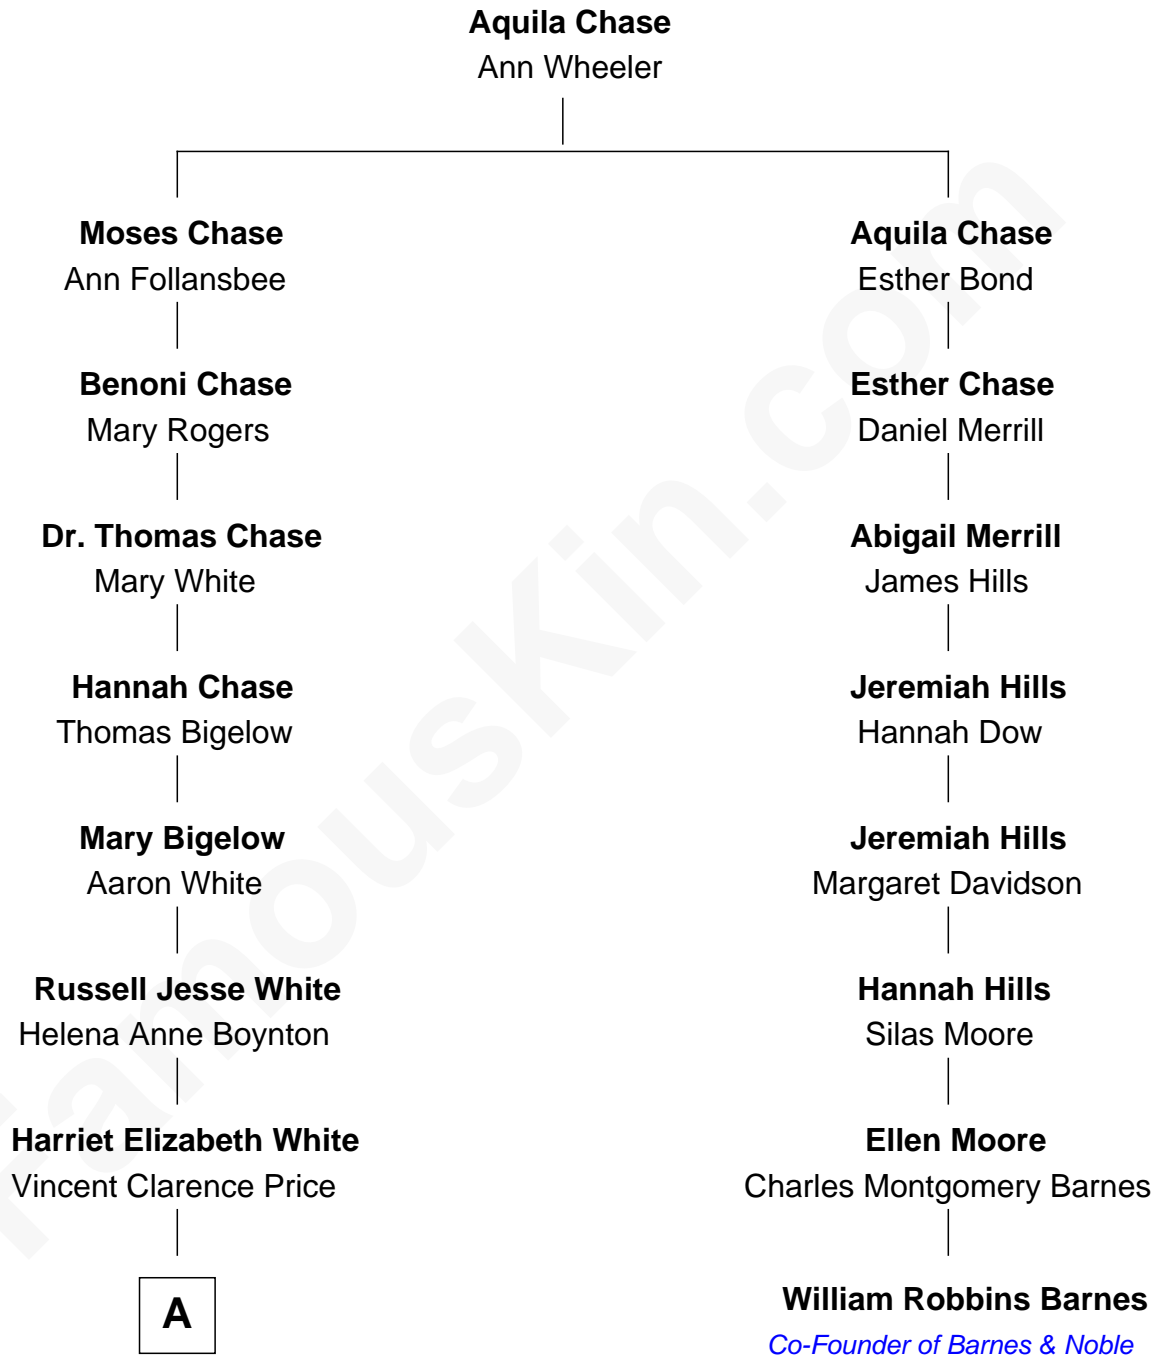 Aquila Chase
Ann Wheeler
Moses Chase
Ann Follansbee
Benoni Chase
Mary Rogers
Dr. Thomas Chase
Mary White
Hannah Chase
Thomas Bigelow
Mary Bigelow
Aaron White
Russell Jesse White
Helena Anne Boynton
Harriet Elizabeth White
Vincent Clarence Price
A
Aquila Chase
Esther Bond
Esther Chase
Daniel Merrill
Abigail Merrill
James Hills
Jeremiah Hills
Hannah Dow
Jeremiah Hills
Margaret Davidson
Hannah Hills
Silas Moore
Ellen Moore
Charles Montgomery Barnes
William Robbins Barnes
Co-Founder of Barnes & Noble
FamousKin.com